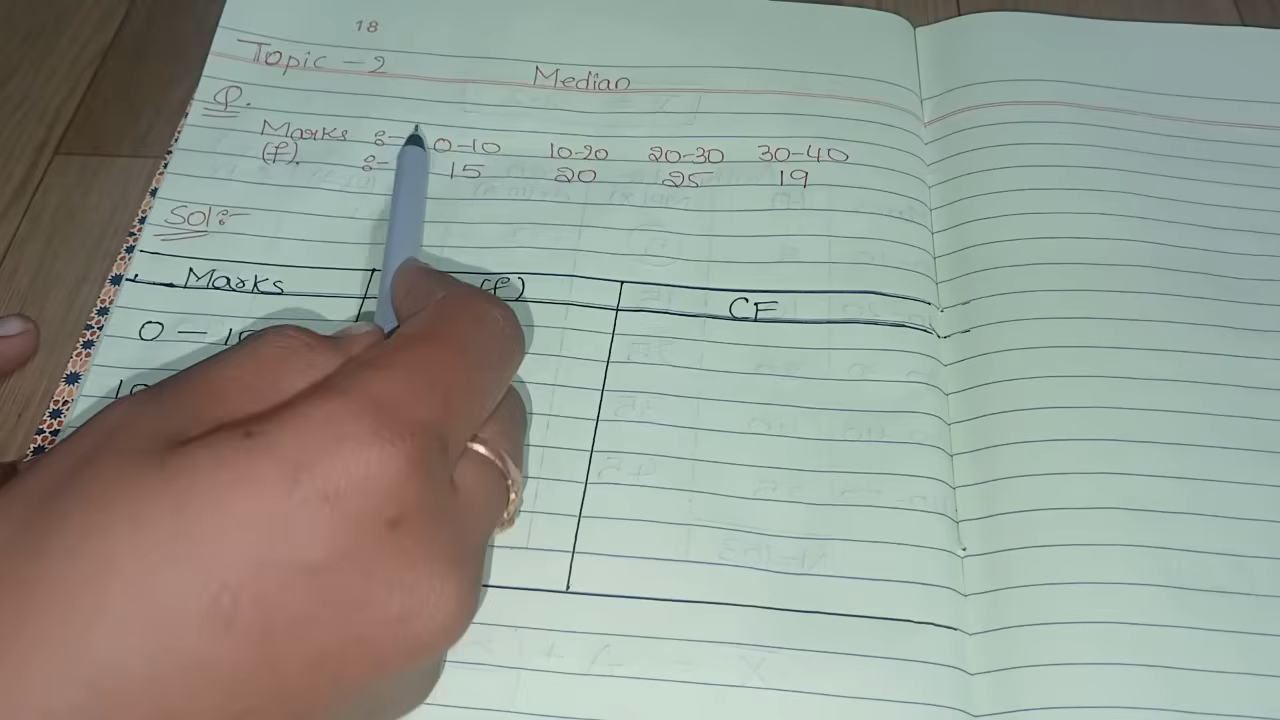 18
Topic - 2 Median
Q.
Marks :- 0-10 10-20 20-30 30-40
(f). :- 15 20 25 19
Sol:-
Marks (f) CF
0 - 10
10